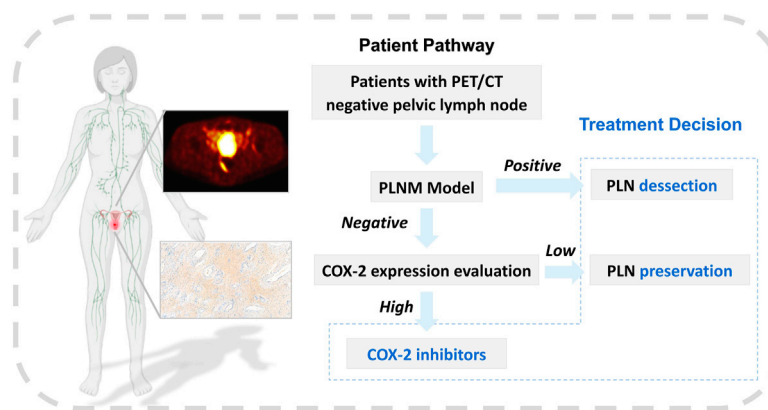 Patient Pathway
Patients with PET/CT
negative pelvic lymph node
Treatment Decision
Positive
PLNM Model
PLN dessection
Negative
Low
COX-2 expression evaluation
PLN preservation
High
COX-2 inhibitors